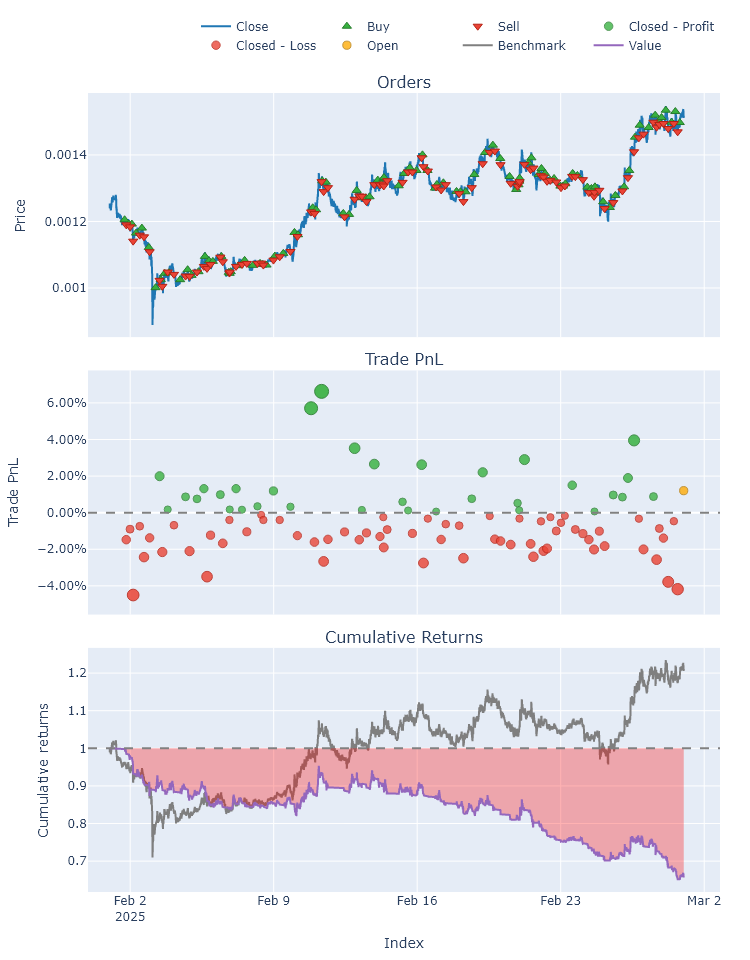 Close Buy Sell Closed - Profit
Closed - Loss Open Benchmark Value
Orders
0.0014
0.0012
0.001
Price
Trade PnL
6.00%
4.00%
2.00%
0.00%
−2.00%
−4.00%
Trade PnL
Cumulative Returns
1.2
1.1
1
0.9
0.8
0.7
Cumulative returns
Feb 2 Feb 9 Feb 16 Feb 23 Mar 2
2025
Index